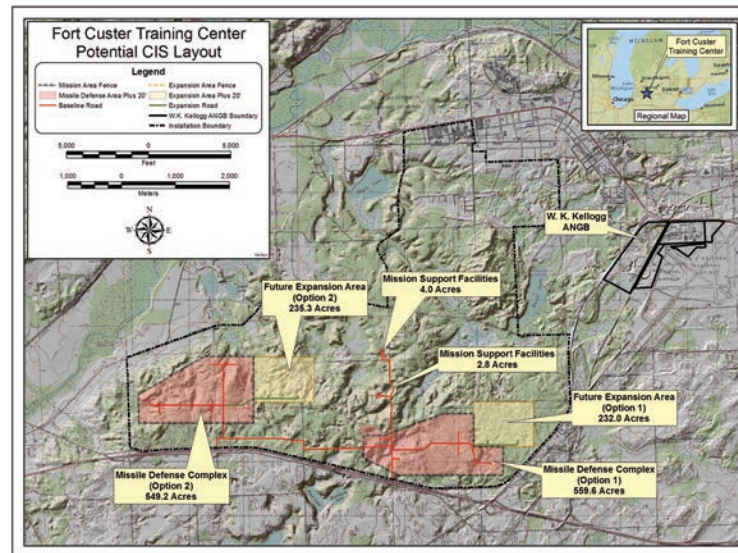 Fort Custer Training Center
Potential CIS Layout
Legend
Mission Area Fence
Missile Defense Area Plus 20'
Baseline Road
Expansion Area Fence
Expansion Area Plus 20'
Expansion Road
W.K. Kellogg ANGB Boundary
Installation Boundary
5,000 0 5,000
Feet
1,000 0 1,000 2,000
Meters
N
W E
S
MICHIGAN
Fort Custer
Training Center
Chicago
Regional Map
W. K. Kellogg
ANGB
Mission Support Facilities
4.0 Acres
Future Expansion Area
(Option 2)
235.3 Acres
Mission Support Facilities
2.8 Acres
Future Expansion Area
(Option 1)
232.0 Acres
Missile Defense Complex
(Option 2)
549.2 Acres
Missile Defense Complex
(Option 1)
559.6 Acres